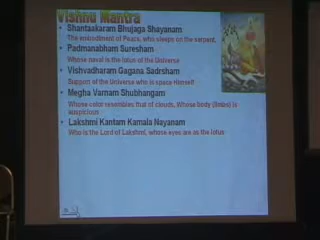 Vishnu Mantra
• Shantaakaram Bhujaga Shayanam
The embodiment of Peace, who sleeps on the serpent,
• Padmanabham Suresham
Whose naval is the lotus of the Universe
• Vishvadharam Gagana Sadrsham
Support of the Universe who is space Himself
• Megha Varnam Shubhangam
Whose color resembles that of clouds, Whose body (limbs) is
auspicious
• Lakshmi Kantam Kamala Nayanam
Who is the Lord of Lakshmi, whose eyes are as the lotus